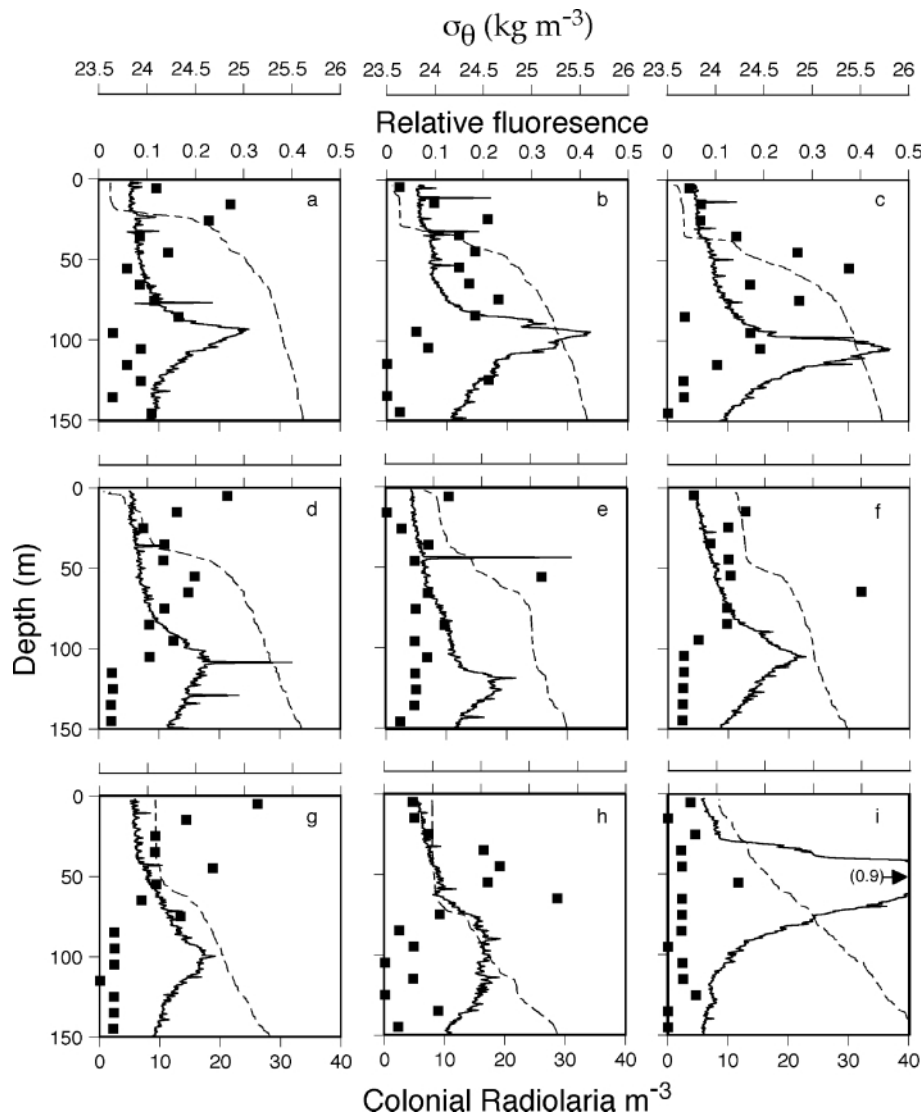 σθ (kg m-3)
23.5 24 24.5 25 25.5 26 23.5 24 24.5 25 25.5 26 23.5 24 24.5 25 25.5 26
Relative fluoresence
0 0.1 0.2 0.3 0.4 0.5 0 0.1 0.2 0.3 0.4 0.5 0 0.1 0.2 0.3 0.4 0.5
0
a b c
50
100
150
0
d e f
50
Depth (m)
100
150
0
g h i
50
(0.9)
100
150
0 10 20 30 40 0 10 20 30 40 0 10 20 30 40
Colonial Radiolaria m-3